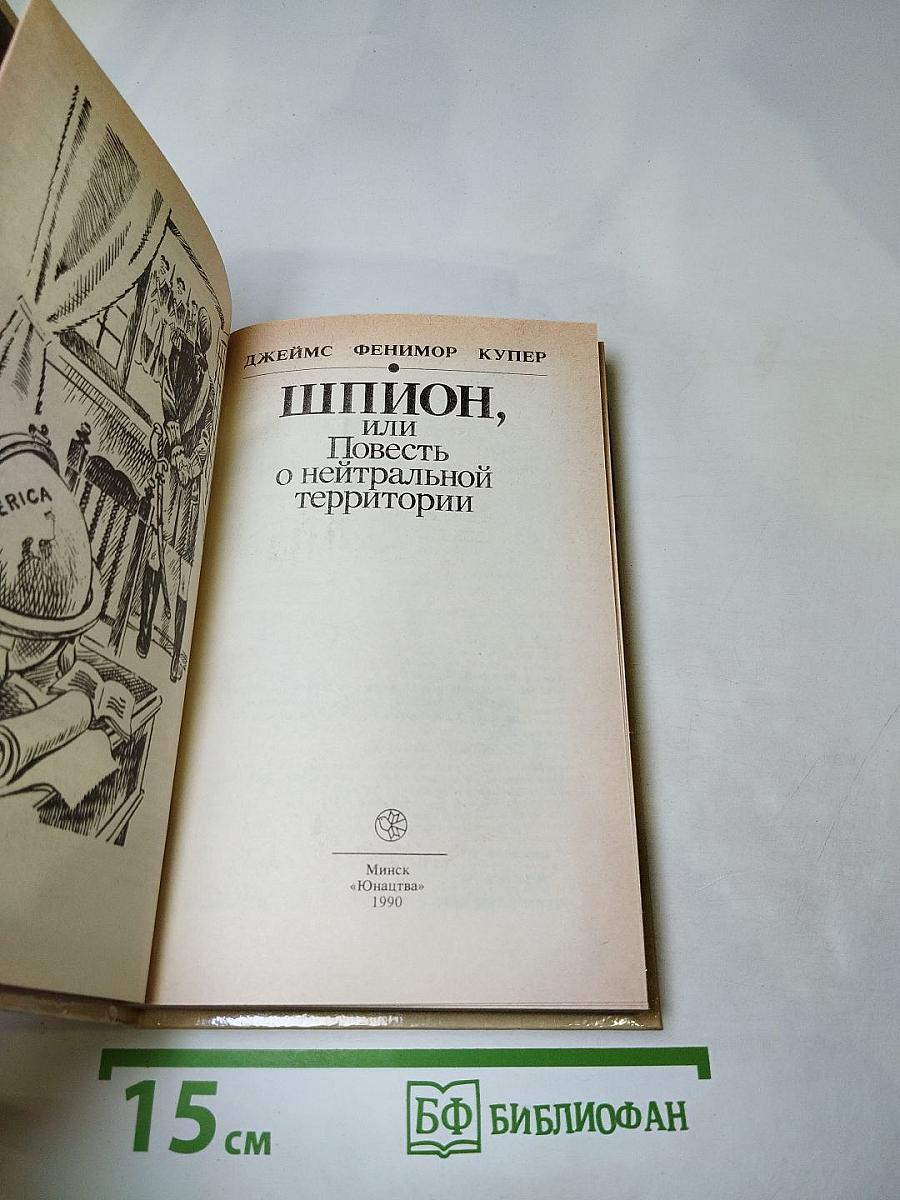 ERICA
ДЖЕЙМС ФЕНИМОР КУПЕР
ШПИОН,
или
Повесть
о нейтральной
территории
Минск
«Юнацтва»
1990
15 см
БФ БИБЛИОФАН